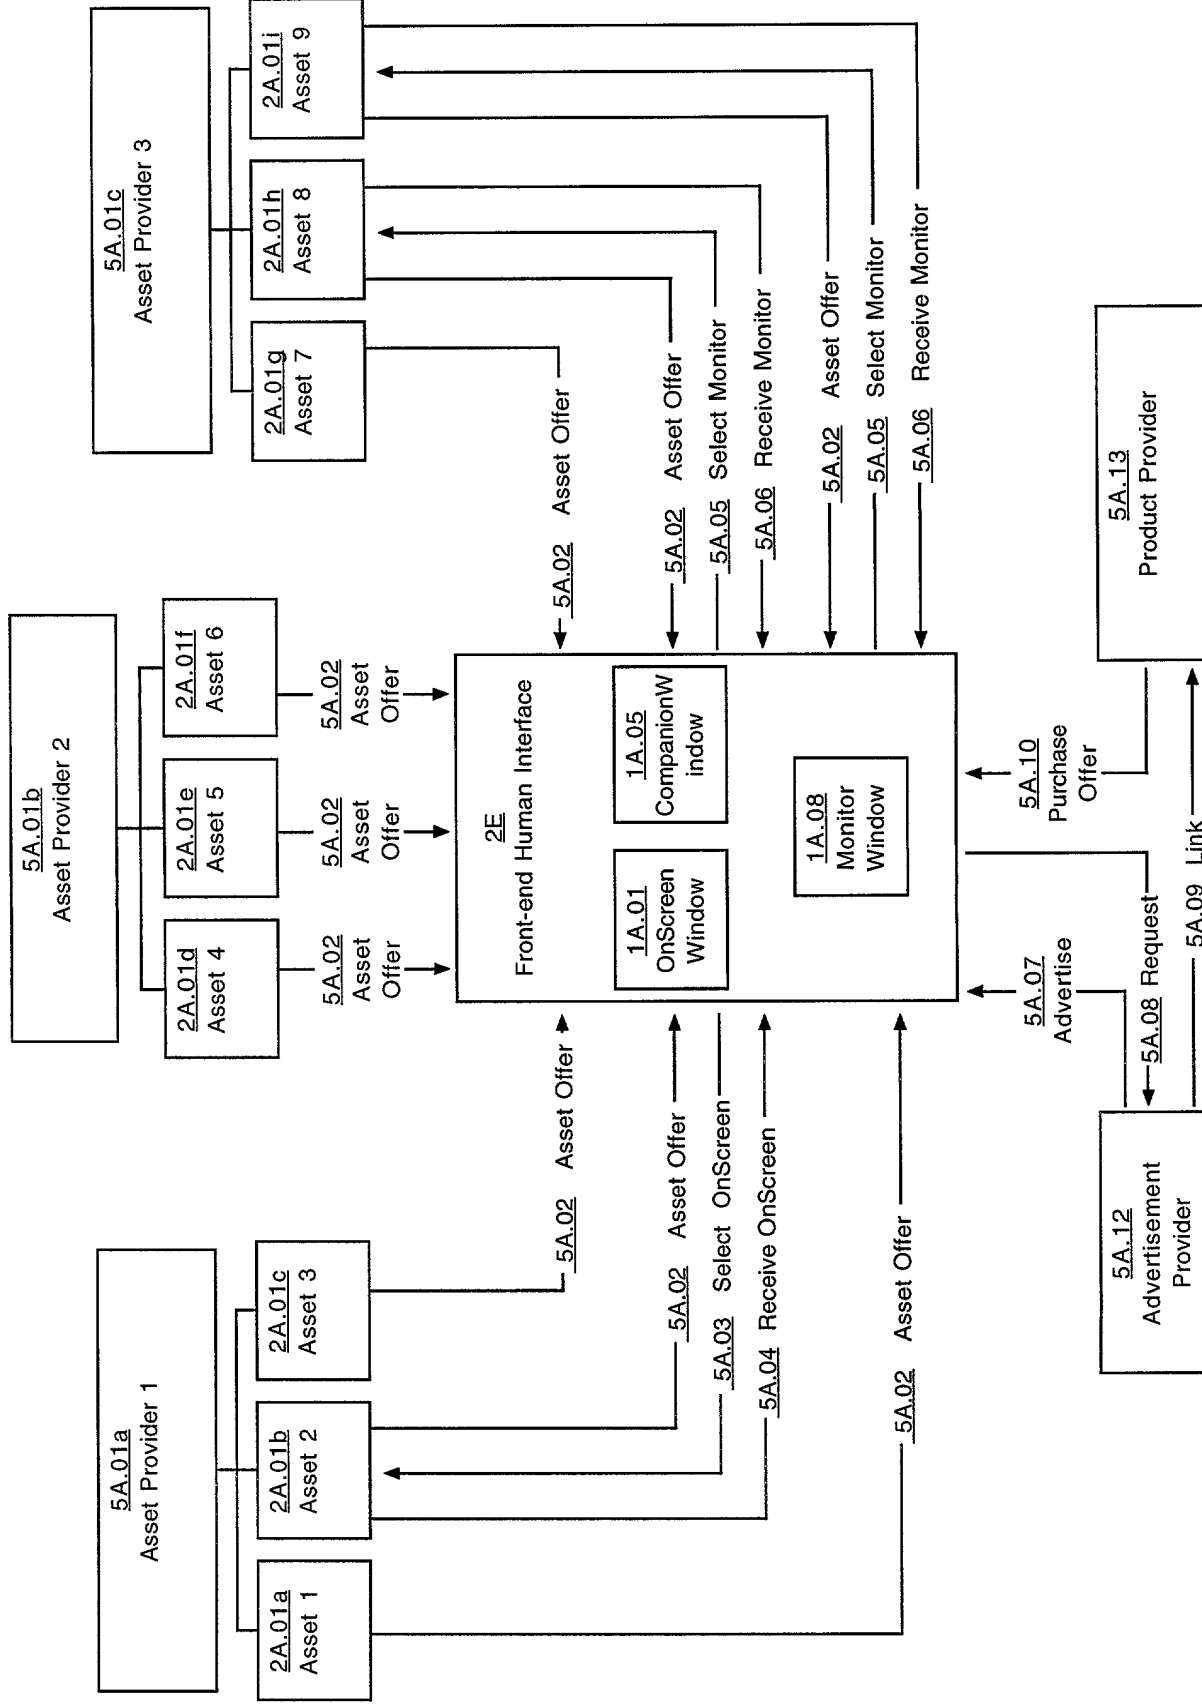 5A.01a
Asset Provider 1
5A.01b
Asset Provider 2
5A.01c
Asset Provider 3
2A.01a
Asset 1
2A.01b
Asset 2
2A.01c
Asset 3
2A.01d
Asset 4
2A.01e
Asset 5
2A.01f
Asset 6
2A.01g
Asset 7
2A.01h
Asset 8
2A.01i
Asset 9
5A.02
Asset
Offer
5A.02
Asset
Offer
5A.02
Asset
Offer
5A.02 Asset Offer
5A.02 Asset Offer
5A.03 Select OnScreen
5A.04 Receive OnScreen
5A.02 Asset Offer
2E
Front-end Human Interface
1A.01
OnScreen
Window
1A.05
CompanionW
indow
1A.08
Monitor
Window
5A.02 Asset Offer
5A.02 Asset Offer
5A.05 Select Monitor
5A.06 Receive Monitor
5A.02 Asset Offer
5A.05 Select Monitor
5A.06 Receive Monitor
5A.07
Advertise
5A.10
Purchase
Offer
5A.08 Request
5A.09 Link
5A.12
Advertisement
Provider
5A.13
Product Provider